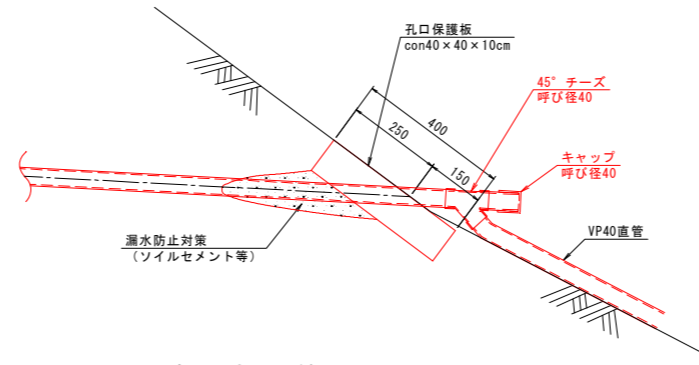 孔口保護板
con40×40×10cm
45° チーズ
呼び径40
400
250
150
キャップ
呼び径40
VP40直管
漏水防止対策
(ソイルセメント等)